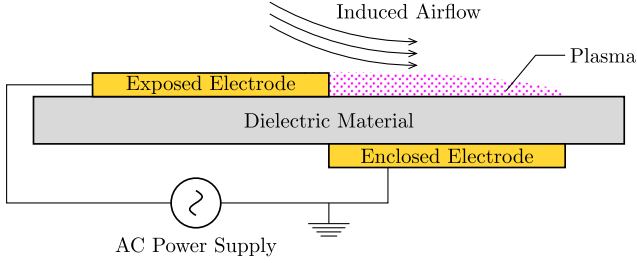 Induced Airflow
Plasma
Exposed Electrode
Dielectric Material
Enclosed Electrode
AC Power Supply